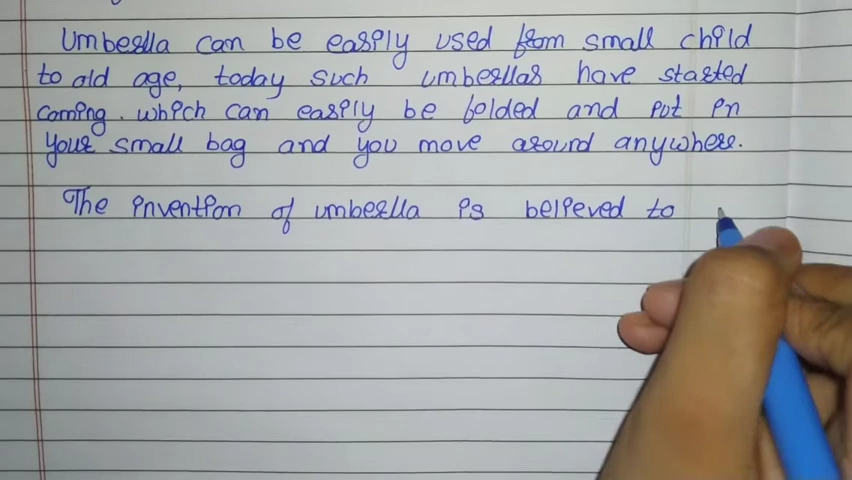 Umbrella can be easily used from small child
to old age, today such umbrellas have started
coming. which can easily be folded and put in
your small bag and you move around anywhere.
The invention of umbrella is believed to